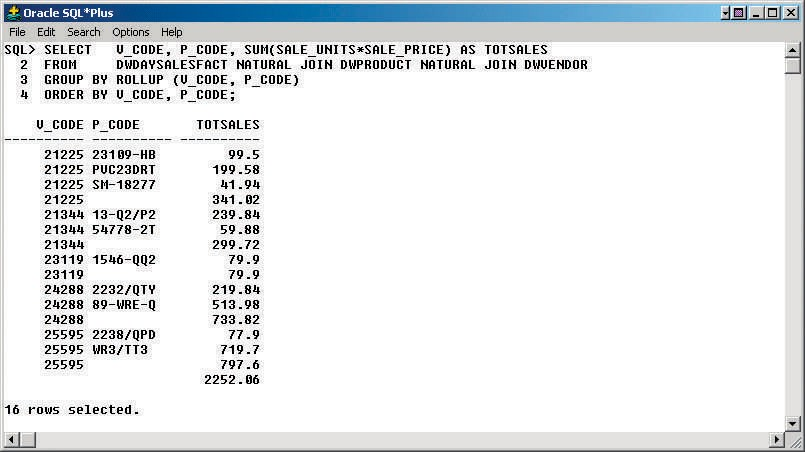 Oracle SQL*Plus
File Edit Search Options Help
SQL> SELECT   V_CODE, P_CODE, SUM(SALE_UNITS*SALE_PRICE) AS TOTSALES
  2  FROM     DWDAYSALESFACT NATURAL JOIN DWPRODUCT NATURAL JOIN DWVENDOR
  3  GROUP BY ROLLUP (V_CODE, P_CODE)
  4  ORDER BY V_CODE, P_CODE;
    V_CODE P_CODE       TOTSALES
---------- ---------- ----------
     21225 23109-HB         99.5
     21225 PVC23DRT       199.58
     21225 SM-18277        41.94
     21225                341.02
     21344 13-Q2/P2       239.84
     21344 54778-2T        59.88
     21344                299.72
     23119 1546-QQ2         79.9
     23119                  79.9
     24288 2232/QTY       219.84
     24288 89-WRE-Q       513.98
     24288                733.82
     25595 2238/QPD         77.9
     25595 WR3/TT3         719.7
     25595                 797.6
                         2252.06
16 rows selected.